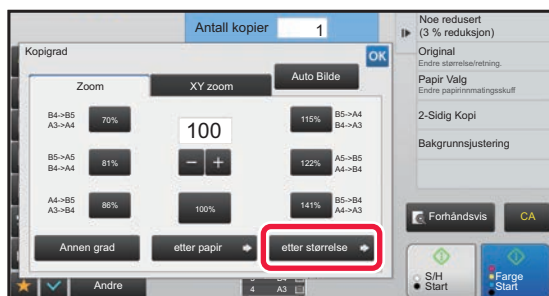 Antall kopier
1
Kopigrad
OK
Zoom
XY zoom
Auto Bilde
B4->B5
A3->A4
70%
100
115%
B5->A4
B4->A3
B5->A5
B4->A4
81%
122%
A5->B5
A4->B4
A4->B5
A3->B4
86%
100%
141%
B5->B4
A4->A3
Annen grad
etter papir
etter størrelse
Andre
4
A3
Noe redusert
(3 % reduksjon)
Original
Endre størrelse/retning.
Papir Valg
Endre papirinnmatingsskuff
2-Sidig Kopi
Bakgrunnsjustering
Forhåndsvis
CA
S/H
Start
Farge
Start